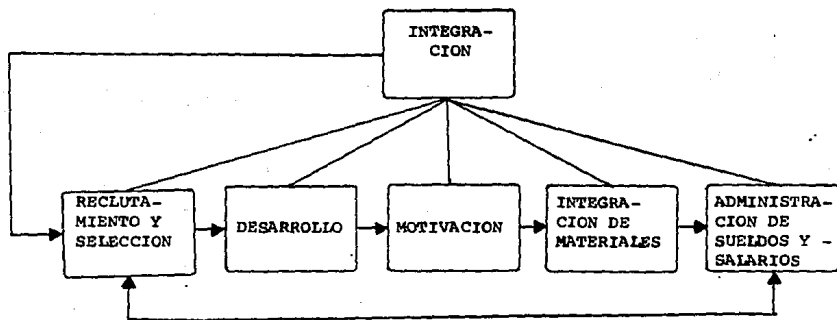 INTEGRA-
CION
RECLUTA-
MIENTO Y
SELECCION
DESARROLLO
MOTIVACION
INTEGRA-
CION DE
MATERIALES
ADMINISTRA-
CION DE
SUELDOS Y -
SALARIOS